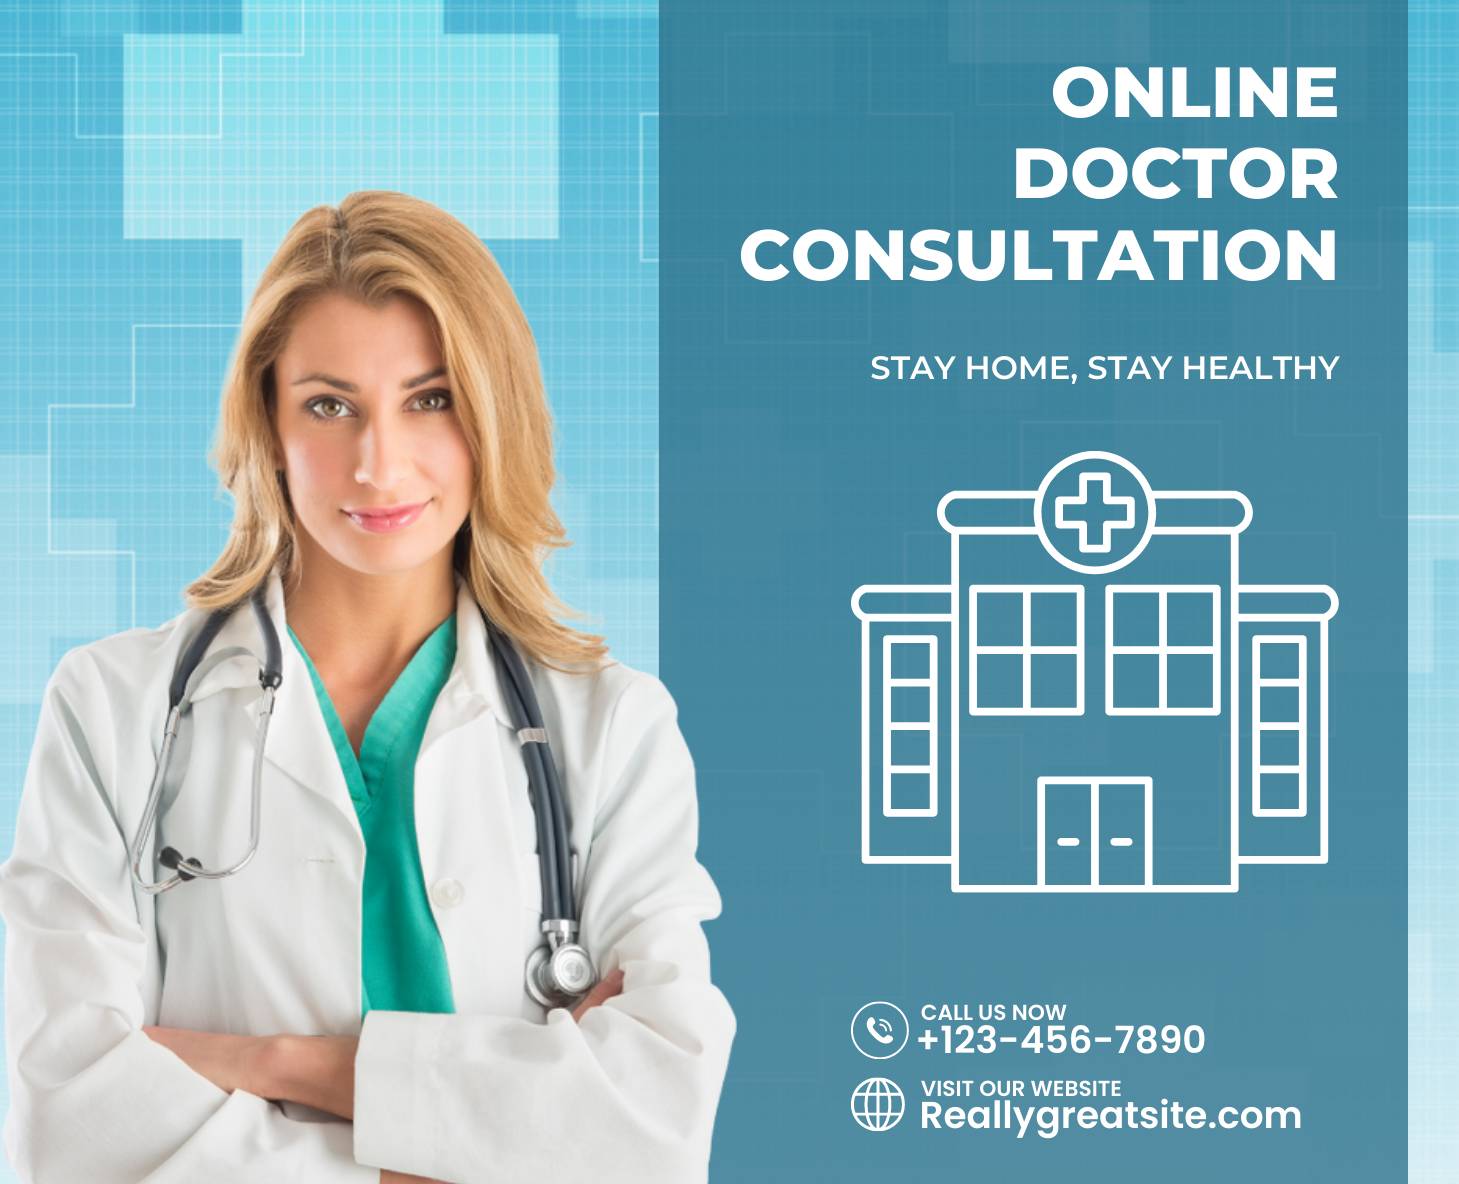 ONLINE
DOCTOR
CONSULTATION
STAY HOME, STAY HEALTHY
CALL US NOW
+123-456-7890
VISIT OUR WEBSITE
Reallygreatsite.com